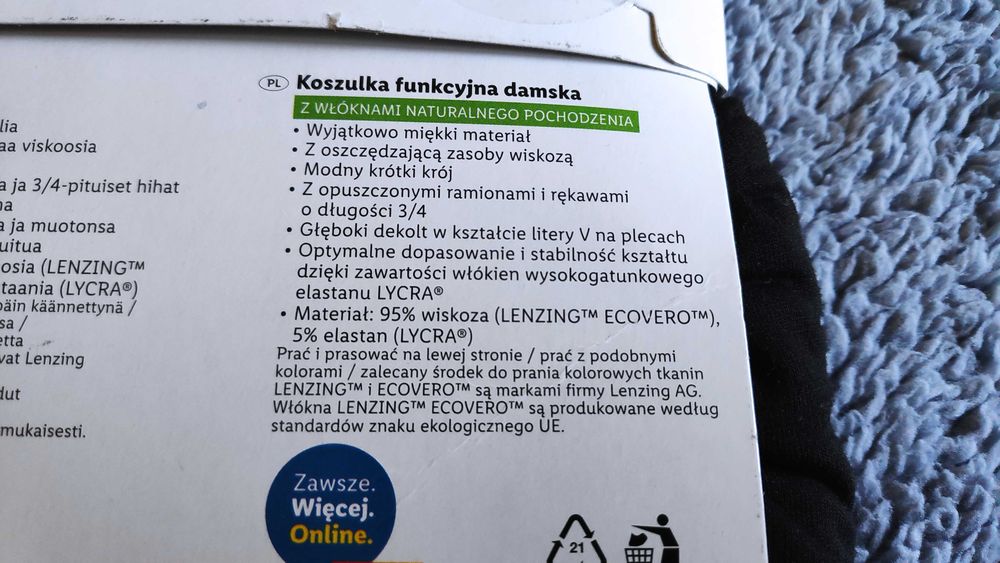 lia
aa viskoosia
a ja 3/4-pituiset hihat
na
a ja muotonsa
uitua
osia (LENZING™
taania (LYCRA®)
päin käännettynä /
sa /
etta
vat Lenzing
dut
mukaisesti.
PL Koszulka funkcyjna damska
Z WŁÓKNAMI NATURALNEGO POCHODZENIA
• Wyjątkowo miękki materiał
• Z oszczędzającą zasoby wiskozą
• Modny krótki krój
• Z opuszczonymi ramionami i rękawami
o długości 3/4
• Głęboki dekolt w kształcie litery V na plecach
• Optymalne dopasowanie i stabilność kształtu
dzięki zawartości włókien wysokogatunkowego
elastanu LYCRA®
• Materiał: 95% wiskoza (LENZING™ ECOVERO™),
5% elastan (LYCRA®)
Prać i prasować na lewej stronie / prać z podobnymi
kolorami / zalecany środek do prania kolorowych tkanin
LENZING™ i ECOVERO™ są markami firmy Lenzing AG.
Włókna LENZING™ ECOVERO™ są produkowane według
standardów znaku ekologicznego UE.
Zawsze.
Więcej.
Online.
21